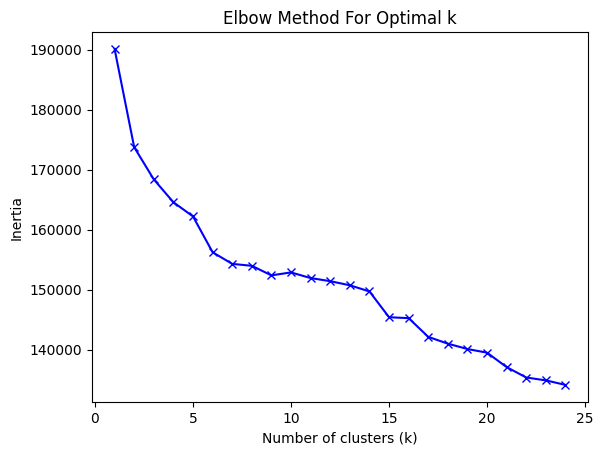 Elbow Method For Optimal k
190000
180000
170000
160000
150000
140000
Inertia
0 5 10 15 20 25
Number of clusters (k)